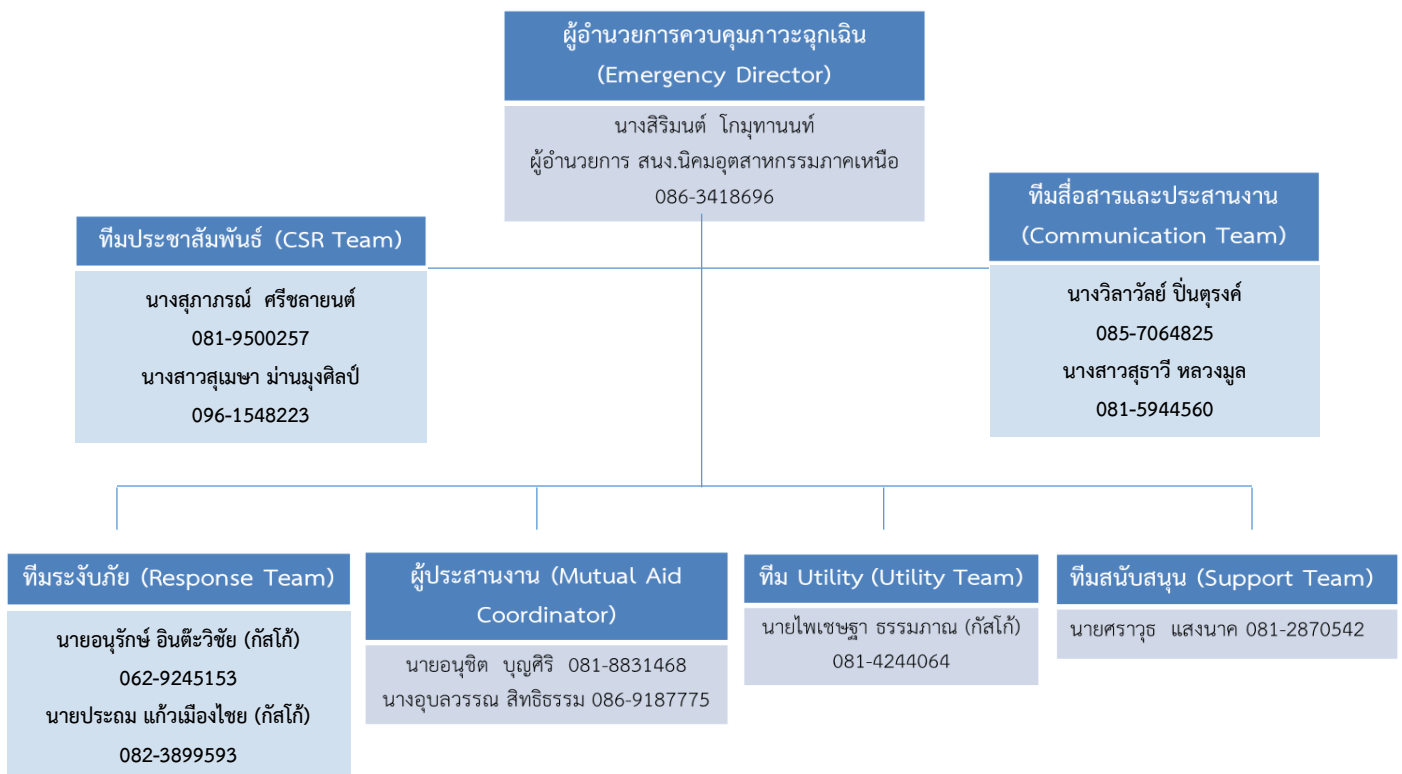 ผู้อำนวยการควบคุมภาวะฉุกเฉิน
(Emergency Director)
นางสิริมนต์ โกมุทานนท์
ผู้อำนวยการ สนง.นิคมอุตสาหกรรมภาคเหนือ
086-3418696
ทีมประชาสัมพันธ์ (CSR Team)
นางสุภาภรณ์ ศรีชลายนต์
081-9500257
นางสาวสุเมษา ม่านมุงศิลป์
096-1548223
ทีมสื่อสารและประสานงาน
(Communication Team)
นางวิลาวัลย์ ปิ่นตุรงค์
085-7064825
นางสาวสุธาวี หลวงมูล
081-5944560
ทีมระงับภัย (Response Team)
นายอนุรักษ์ อินต๊ะวิชัย (กัสโก้)
062-9245153
นายประถม แก้วเมืองไชย (กัสโก้)
082-3899593
ผู้ประสานงาน (Mutual Aid
Coordinator)
นายอนุชิต บุญศิริ 081-8831468
นางอุบลวรรณ สิทธิธรรม 086-9187775
ทีม Utility (Utility Team)
นายไพเชษฐา ธรรมภาณ (กัสโก้)
081-4244064
ทีมสนับสนุน (Support Team)
นายศราวุธ แสงนาค 081-2870542